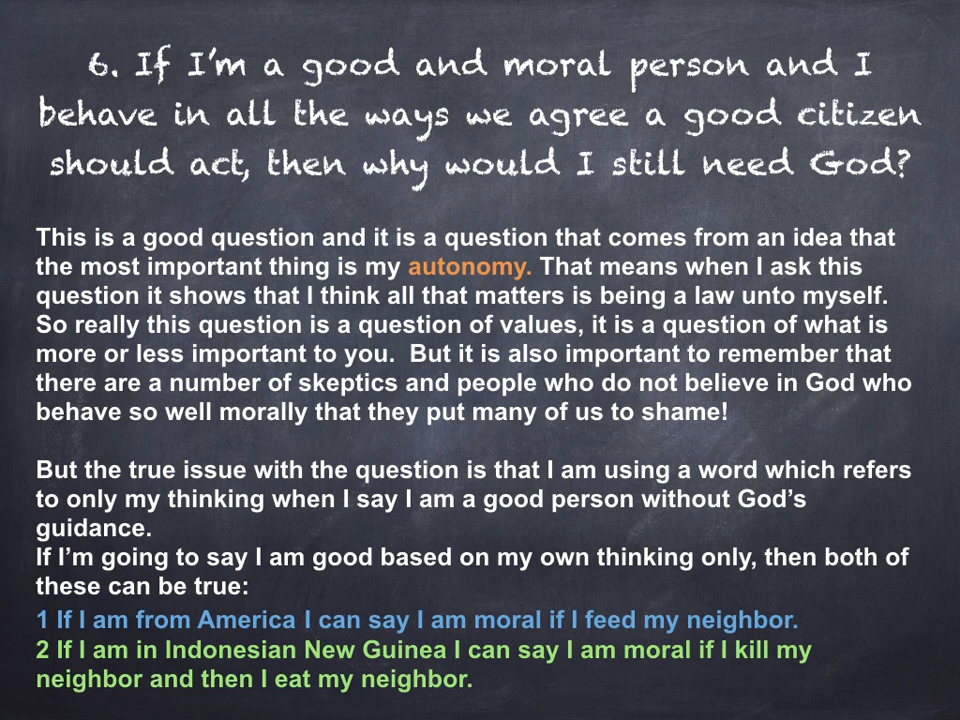 6. If I'm a good and moral person and I
behave in all the ways we agree a good citizen
should act, then why would I still need God?
This is a good question and it is a question that comes from an idea that
the most important thing is my autonomy. That means when I ask this
question it shows that I think all that matters is being a law unto myself.
So really this question is a question of values, it is a question of what is
more or less important to you.  But it is also important to remember that
there are a number of skeptics and people who do not believe in God who
behave so well morally that they put many of us to shame!
But the true issue with the question is that I am using a word which refers
to only my thinking when I say I am a good person without God's
guidance.
If I'm going to say I am good based on my own thinking only, then both of
these can be true:
1 If I am from America I can say I am moral if I feed my neighbor.
2 If I am in Indonesian New Guinea I can say I am moral if I kill my
neighbor and then I eat my neighbor.